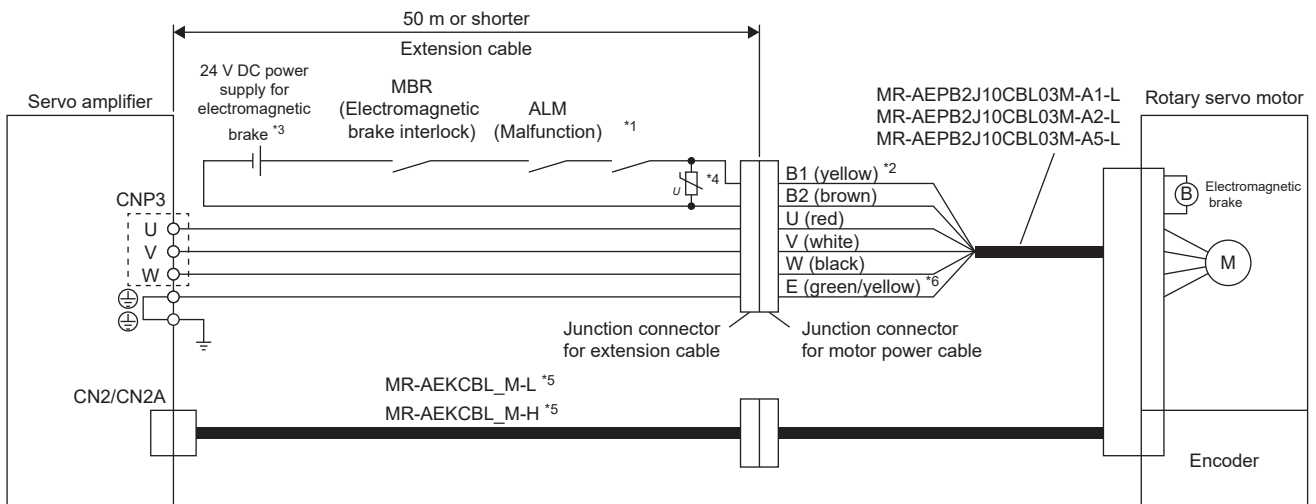 50 m or shorter
Extension cable
24 V DC power
supply for
electromagnetic
brake *3
MBR
(Electromagnetic
brake interlock)
ALM
(Malfunction)
*1
MR-AEPB2J10CBL03M-A1-L
MR-AEPB2J10CBL03M-A2-L
MR-AEPB2J10CBL03M-A5-L
Servo amplifier
Rotary servo motor
U
*4
B1 (yellow) *2
B2 (brown)
U (red)
V (white)
W (black)
E (green/yellow) *6
B
Electromagnetic
brake
M
CNP3
U
V
W
Junction connector
for extension cable
Junction connector
for motor power cable
CN2/CN2A
MR-AEKCBL_M-L *5
MR-AEKCBL_M-H *5
Encoder